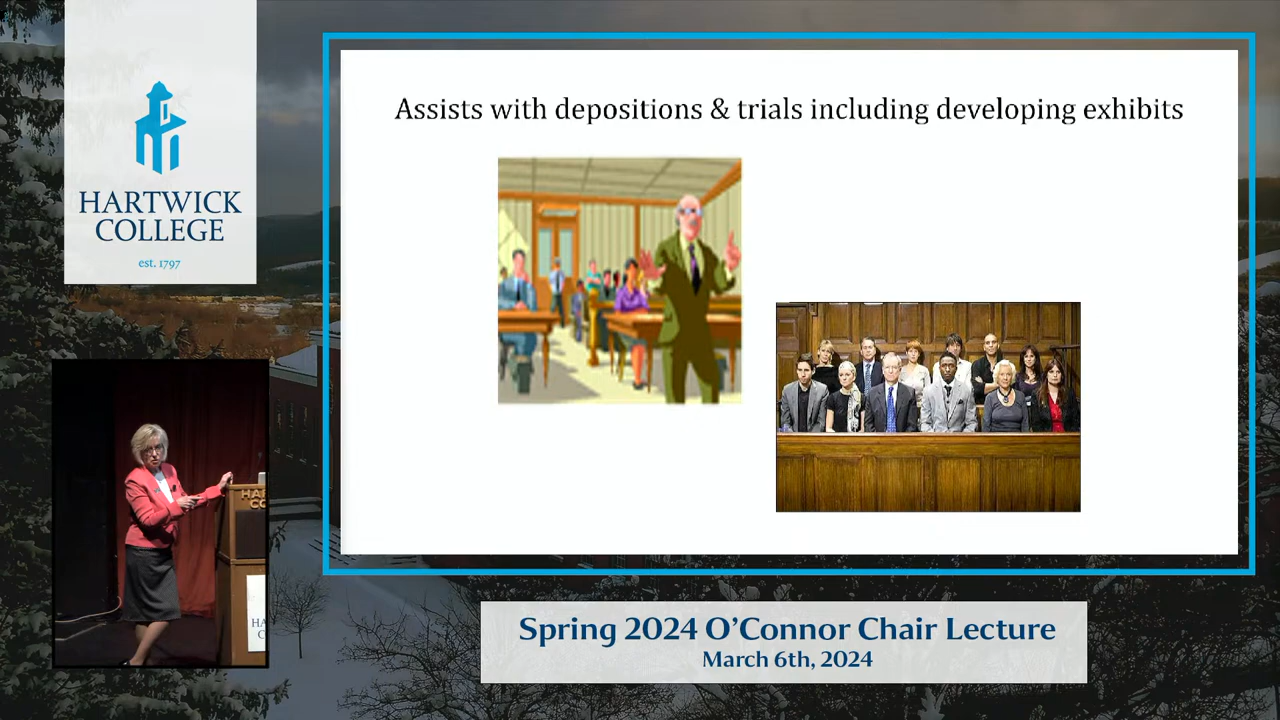 HARTWICK
COLLEGE
est. 1797
Assists with depositions & trials including developing exhibits
Spring 2024 O'Connor Chair Lecture
March 6th, 2024